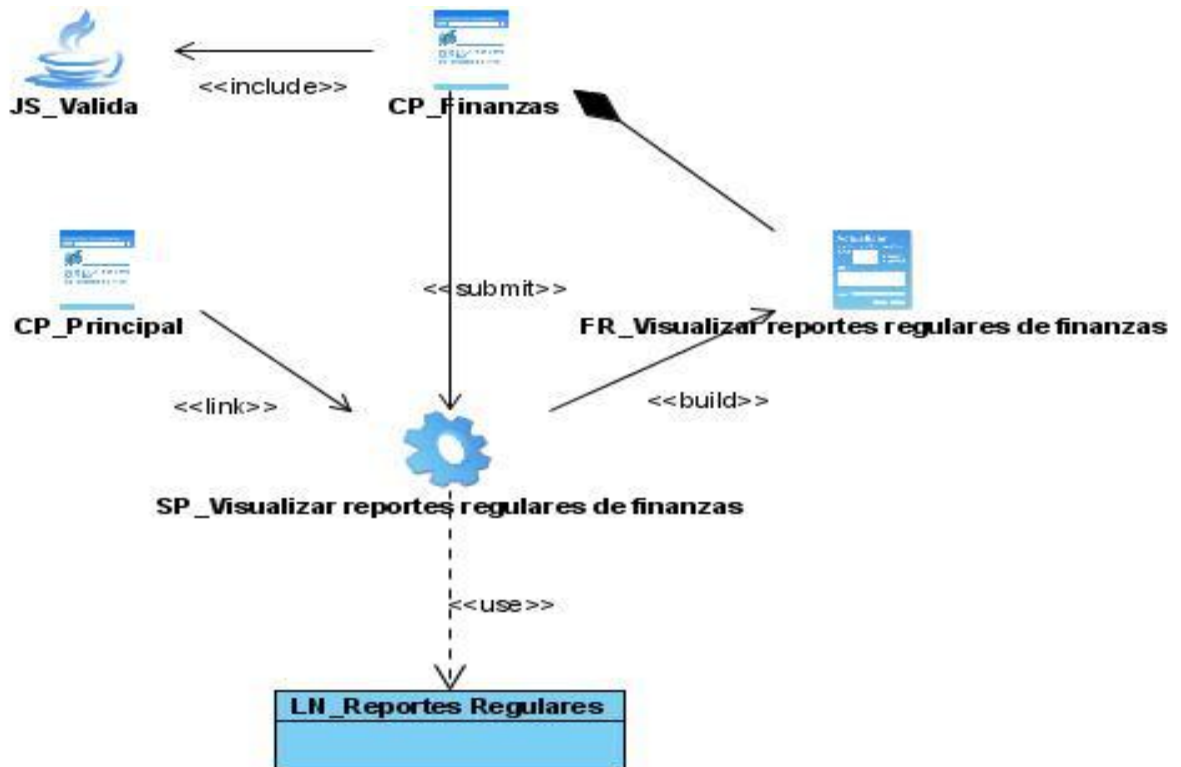 <<include>>
JS_Valida
CP_Finanzas
<<submit>>
Actualizar
CP_Principal
FR_Visualizar reportes regulares de finanzas
<<link>>
<<build>>
SP_Visualizar reportes regulares de finanzas
<<use>>
LN_Reportes Regulares